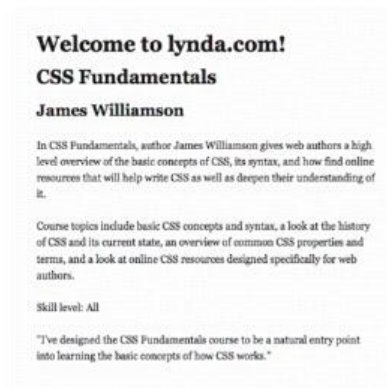 Welcome to lynda.com!
CSS Fundamentals
James Williamson
In CSS Fundamentals, author James Williamson gives web authors a high
level overview of the basic concepts of CSS, its syntax, and how find online
resources that will help write CSS as well as deepen their understanding of
it.
Course topics include basic CSS concepts and syntax, a look at the history
of CSS and its current state, an overview of common CSS properties and
terms, and a look at online CSS resources designed specifically for web
authors.
Skill level: All
"I've designed the CSS Fundamentals course to be a natural entry point
into learning the basic concepts of how CSS works."